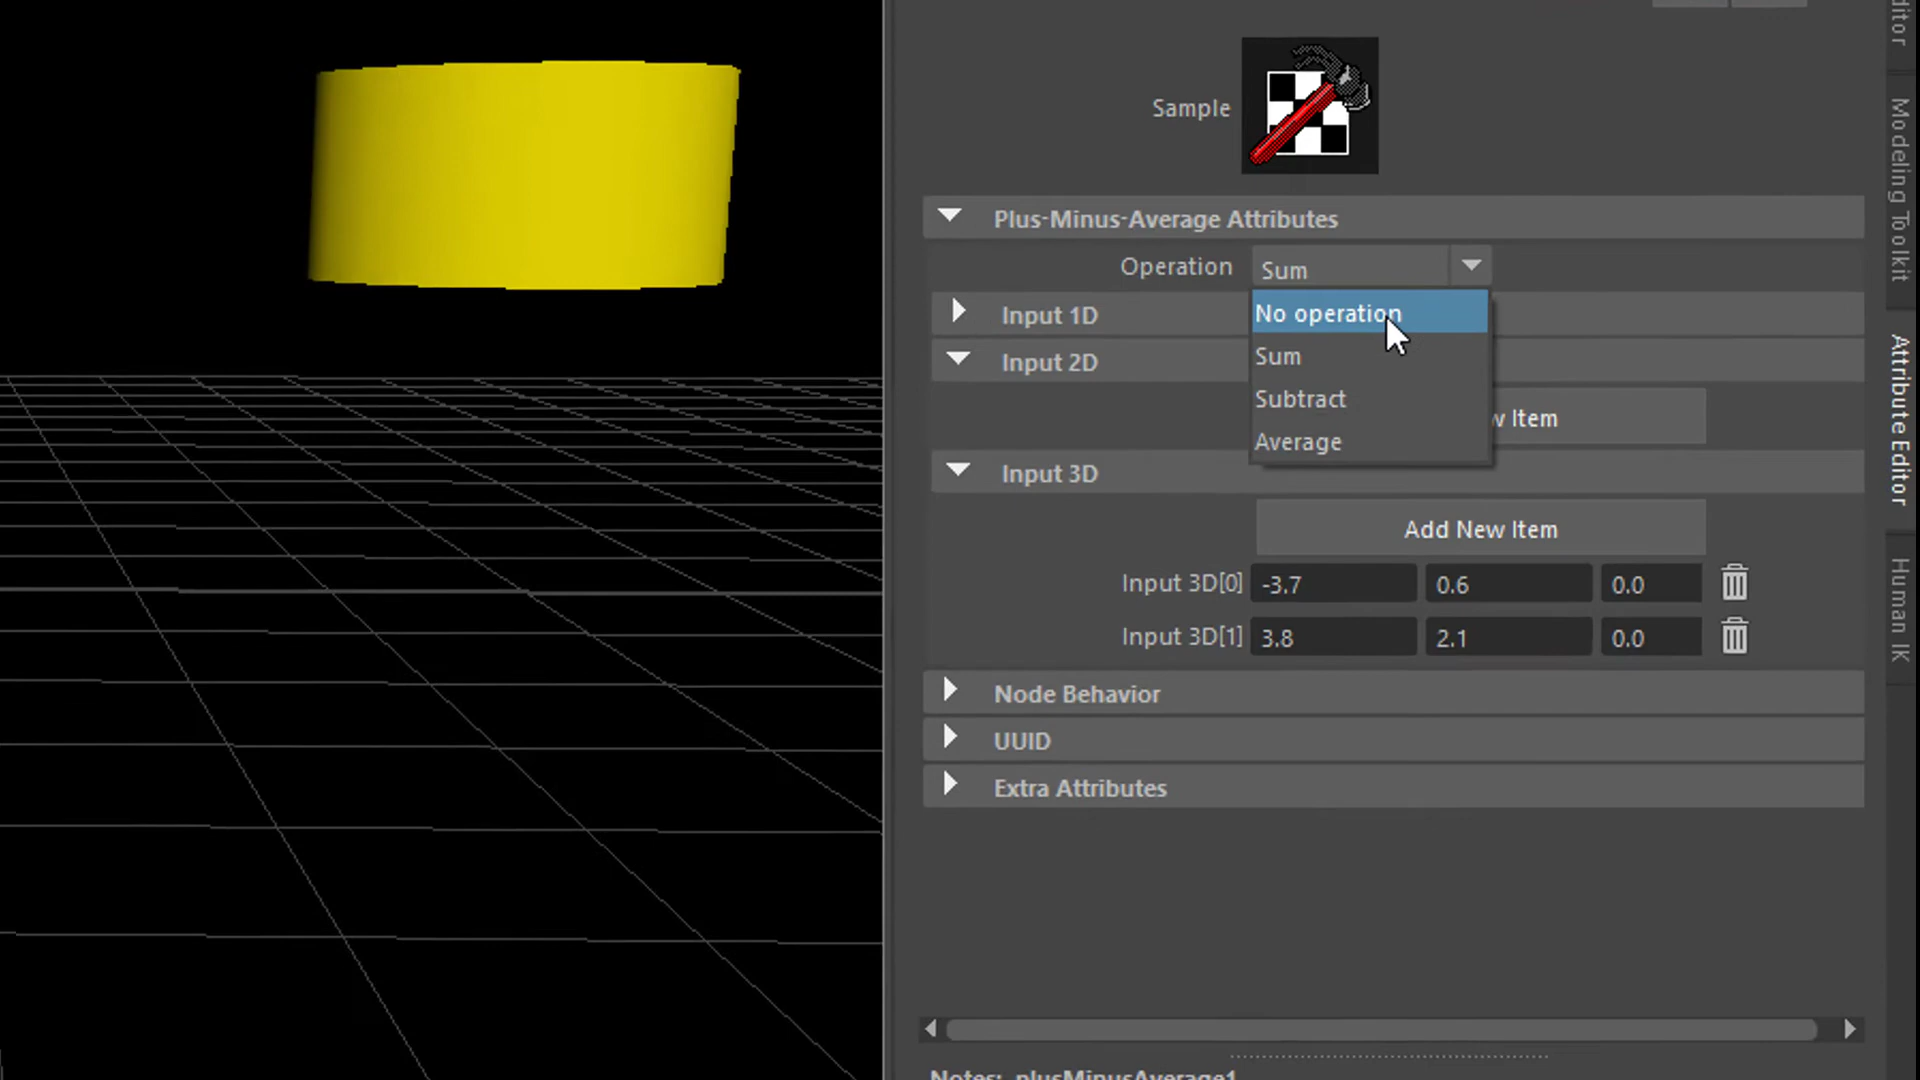 Sample
Plus-Minus-Average Attributes
Operation Sum
No operation
Sum
Subtract
Average
Input 1D
Input 2D
Item
Input 3D
Add New Item
Input 3D[0] -3.7 0.6 0.0
Input 3D[1] 3.8 2.1 0.0
Node Behavior
UUID
Extra Attributes
Notes: plusMinusAverage1
Modeling Toolkit
Attribute Editor
Human IK